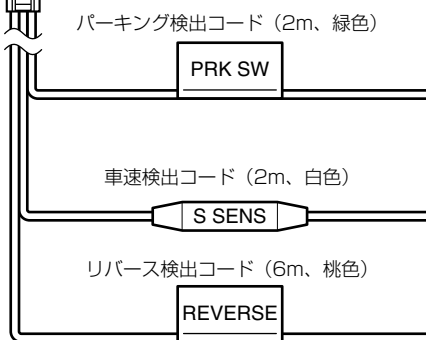 パーキング検出コード（2m、緑色）
PRK SW
車速検出コード（2m、白色）
S SENS
リバース検出コード（6m、桃色）
REVERSE